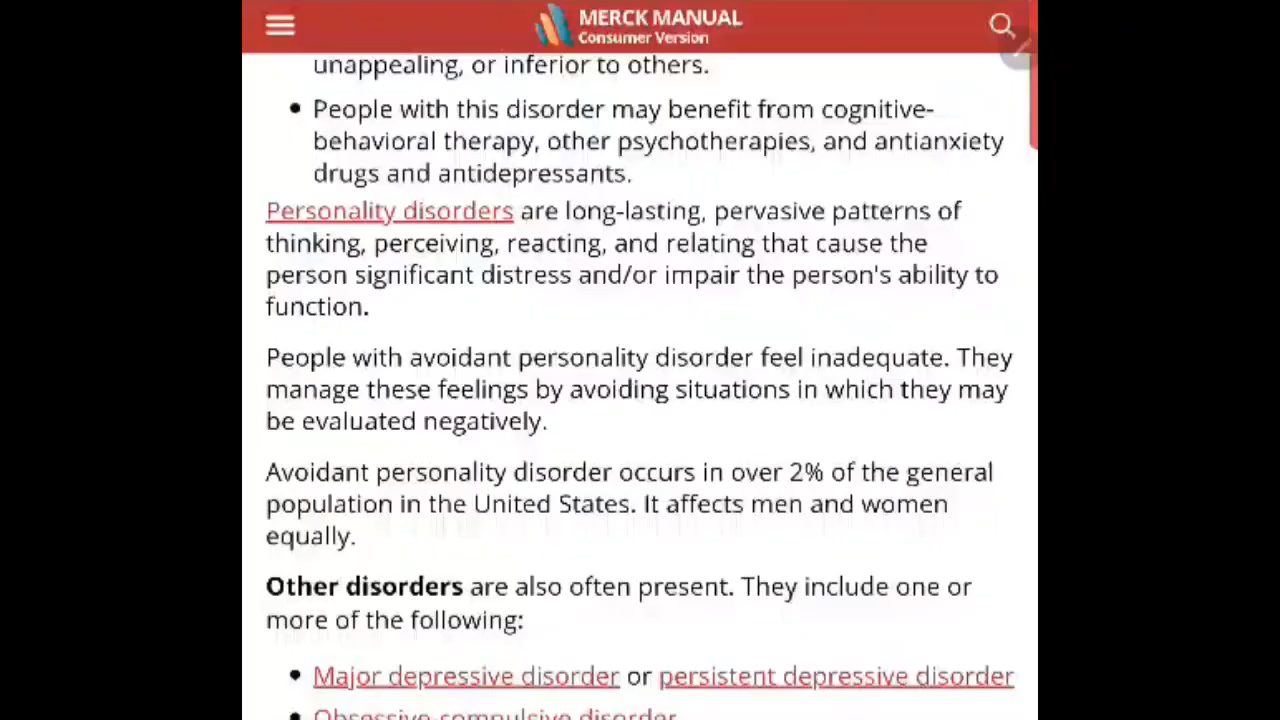 MERCK MANUAL
Consumer Version
unappealing, or inferior to others.
• People with this disorder may benefit from cognitive-
behavioral therapy, other psychotherapies, and antianxiety
drugs and antidepressants.
Personality disorders are long-lasting, pervasive patterns of
thinking, perceiving, reacting, and relating that cause the
person significant distress and/or impair the person's ability to
function.
People with avoidant personality disorder feel inadequate. They
manage these feelings by avoiding situations in which they may
be evaluated negatively.
Avoidant personality disorder occurs in over 2% of the general
population in the United States. It affects men and women
equally.
Other disorders are also often present. They include one or
more of the following:
• Major depressive disorder or persistent depressive disorder
• Obsessive-compulsive disorder